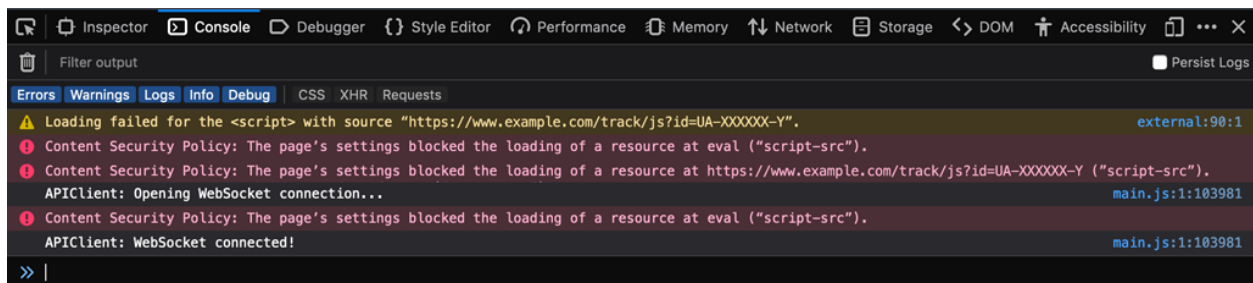 Inspector Console Debugger Style Editor Performance Memory Network Storage DOM Accessibility
Filter output Persist Logs
Errors Warnings Logs Info Debug CSS XHR Requests
Loading failed for the <script> with source “https://www.example.com/track/js?id=UA-XXXXXX-Y”. external:90:1
Content Security Policy: The page’s settings blocked the loading of a resource at eval (“script-src”).
Content Security Policy: The page’s settings blocked the loading of a resource at https://www.example.com/track/js?id=UA-XXXXXX-Y (”script-src”).
APIClient: Opening WebSocket connection... main.js:1:103981
Content Security Policy: The page’s settings blocked the loading of a resource at eval (“script-src”).
APIClient: WebSocket connected! main.js:1:103981